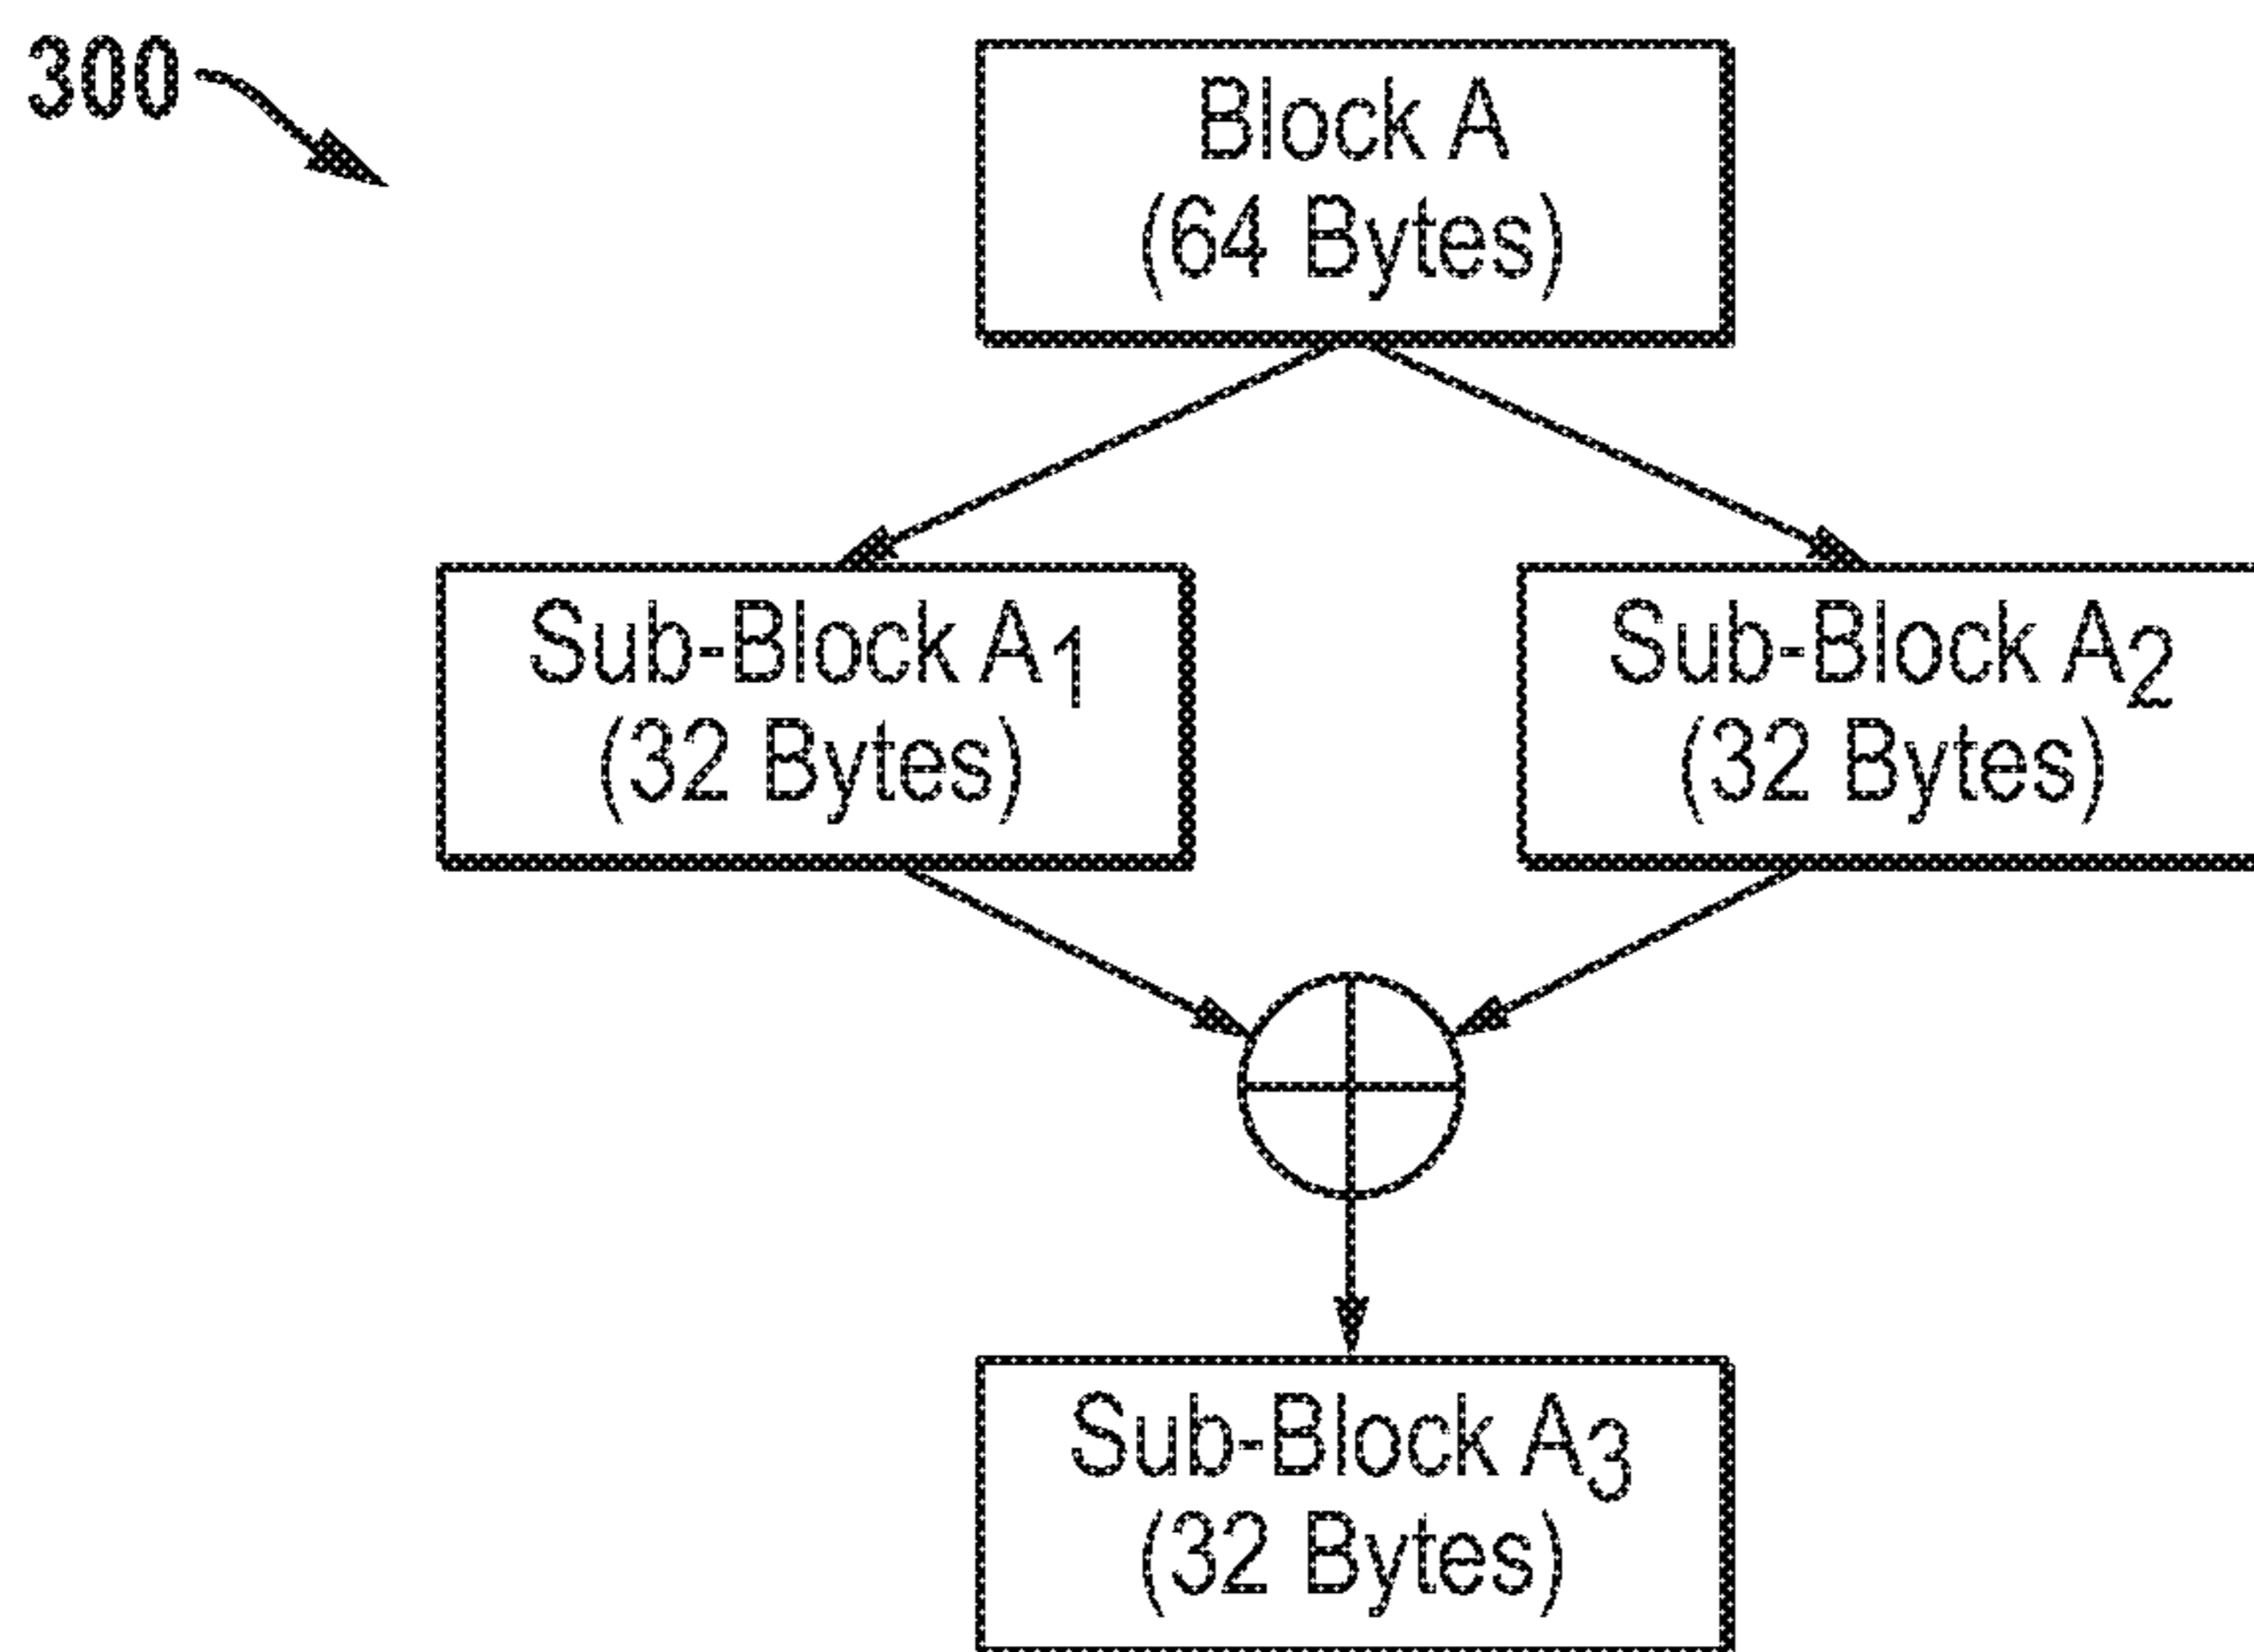 300
Block A
(64 Bytes)
Sub-Block A₁
(32 Bytes)
Sub-Block A₂
(32 Bytes)
Sub-Block A₃
(32 Bytes)